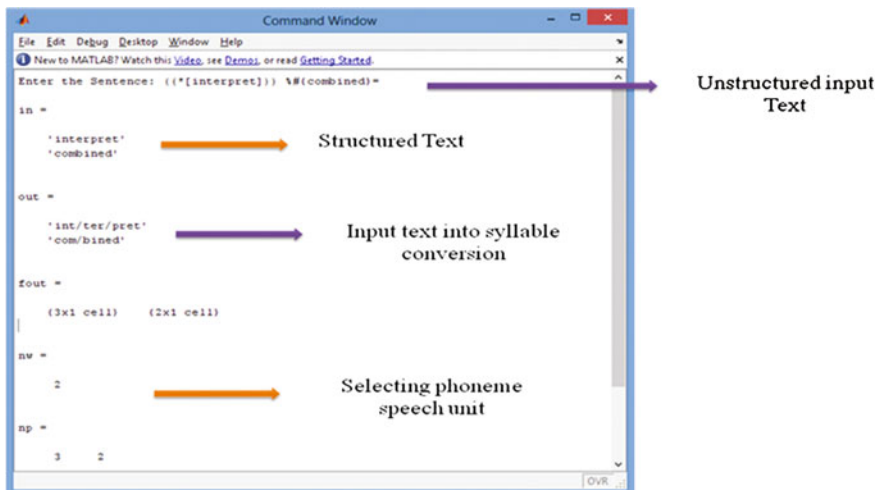 Command Window
File Edit Debug Desktop Window Help
New to MATLAB? Watch this Video, see Demos, or read Getting Started.
Enter the Sentence: ((*[interpret])) %#(combined)=
Unstructured input
Text
in =
'interpret'
'combined'
Structured Text
out =
'int/ter/pret'
'com/bined'
Input text into syllable
conversion
fout =
{3x1 cell} {2x1 cell}
nw =
2
Selecting phoneme
speech unit
np =
3 2
OVR